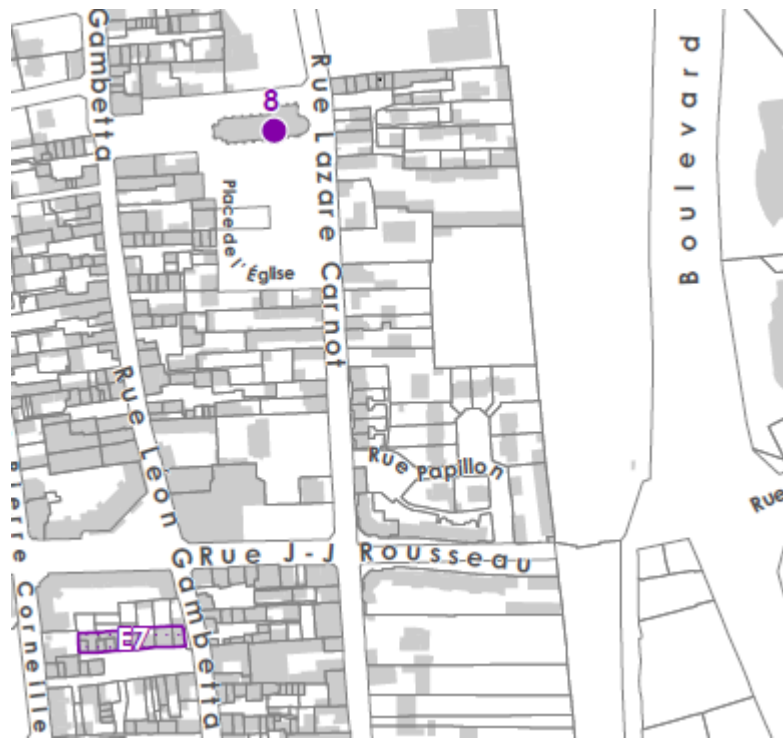 Gambetta
8
Rue Lazare Carnot
Boulevard
Place de l'Église
Rue Léon Gambetta
Rue Papillon
Rue
Rue J-J Rousseau
Pierre Corneille
E7